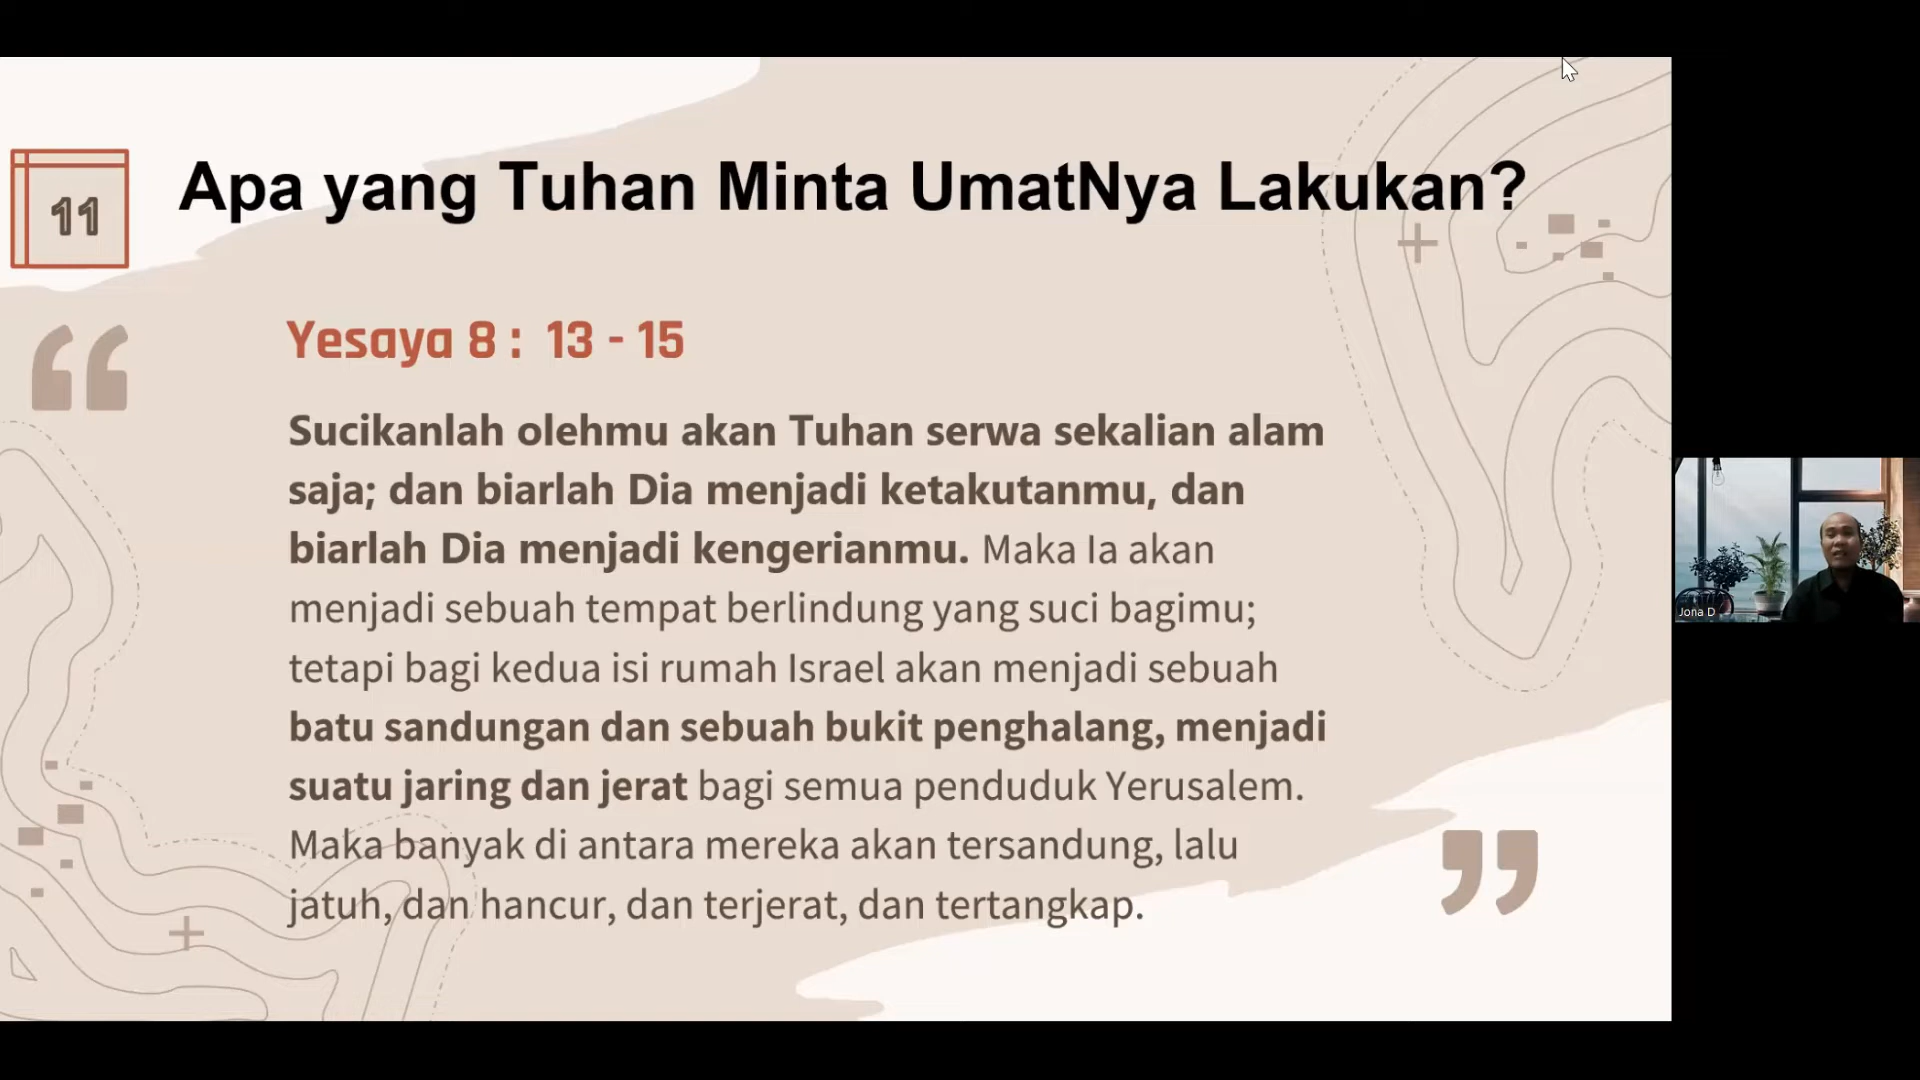 11
Apa yang Tuhan Minta UmatNya Lakukan?
“
Yesaya 8 : 13 - 15
Sucikanlah olehmu akan Tuhan serwa sekalian alam
saja; dan biarlah Dia menjadi ketakutanmu, dan
biarlah Dia menjadi kengerianmu. Maka Ia akan
menjadi sebuah tempat berlindung yang suci bagimu;
tetapi bagi kedua isi rumah Israel akan menjadi sebuah
batu sandungan dan sebuah bukit penghalang, menjadi
suatu jaring dan jerat bagi semua penduduk Yerusalem.
Maka banyak di antara mereka akan tersandung, lalu
jatuh, dan hancur, dan terjerat, dan tertangkap.
”
Jona D